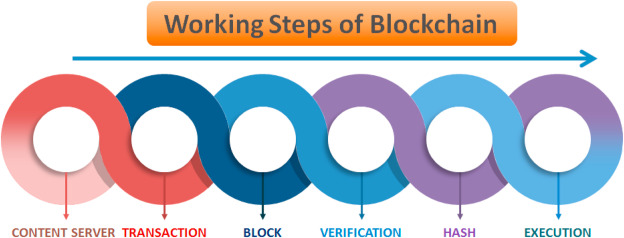 Working Steps of Blockchain
CONTENT SERVER TRANSACTION BLOCK VERIFICATION HASH EXECUTION